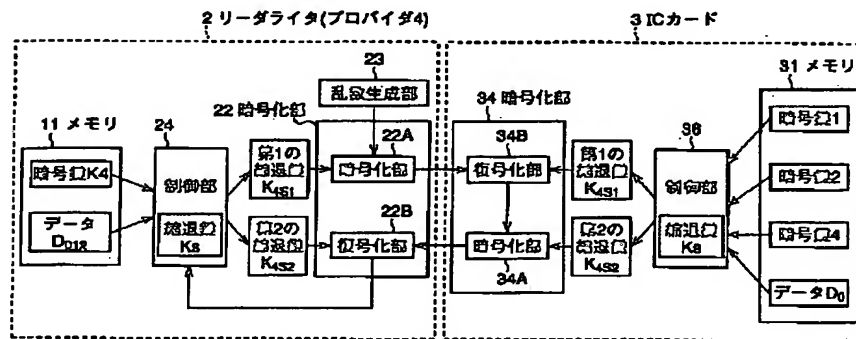 2 リーダライタ(プロバイダ4)
3 ICカード
23
乱数生成部
31 メモリ
22 暗号化部
34 暗号化部
11 メモリ
24
22A
34B
36
暗号鍵1
暗号鍵K4
制御部
第1の
縮退鍵
K4S1
暗号化部
復号化部
第1の
縮退鍵
K4S1
制御部
暗号鍵2
データ
D012
縮退鍵
Ks
第2の
縮退鍵
K4S2
22B
復号化部
暗号化部
34A
第2の
縮退鍵
K4S2
縮退鍵
Ks
暗号鍵4
データD0